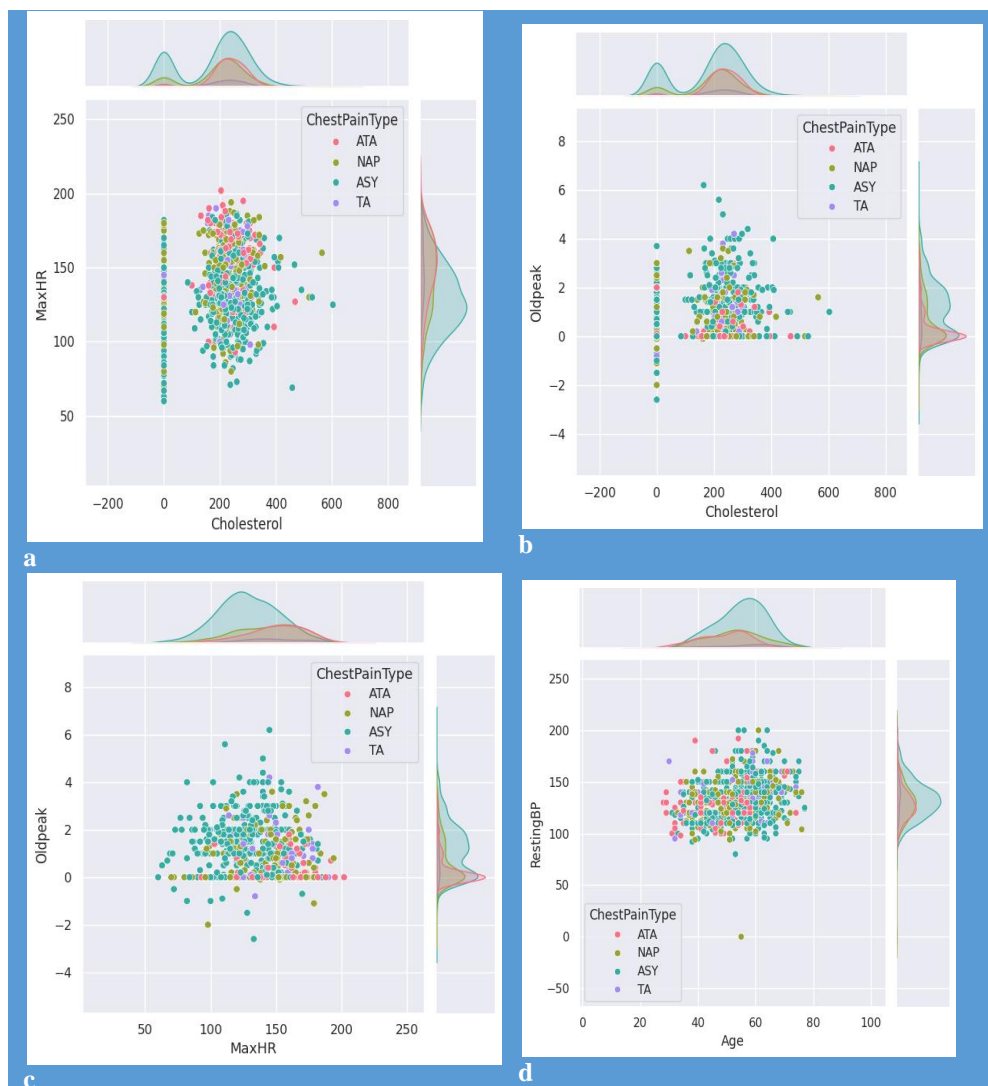 ChestPainType
ATA
NAP
ASY
TA
250
200
150
100
50
MaxHR
−200 0 200 400 600 800
Cholesterol
a
ChestPainType
ATA
NAP
ASY
TA
8
6
4
2
0
−2
−4
Oldpeak
−200 0 200 400 600 800
Cholesterol
b
ChestPainType
ATA
NAP
ASY
TA
8
6
4
2
0
−2
−4
Oldpeak
50 100 150 200 250
MaxHR
c
250
200
150
100
50
0
−50
RestingBP
ChestPainType
ATA
NAP
ASY
TA
0 20 40 60 80 100
Age
d